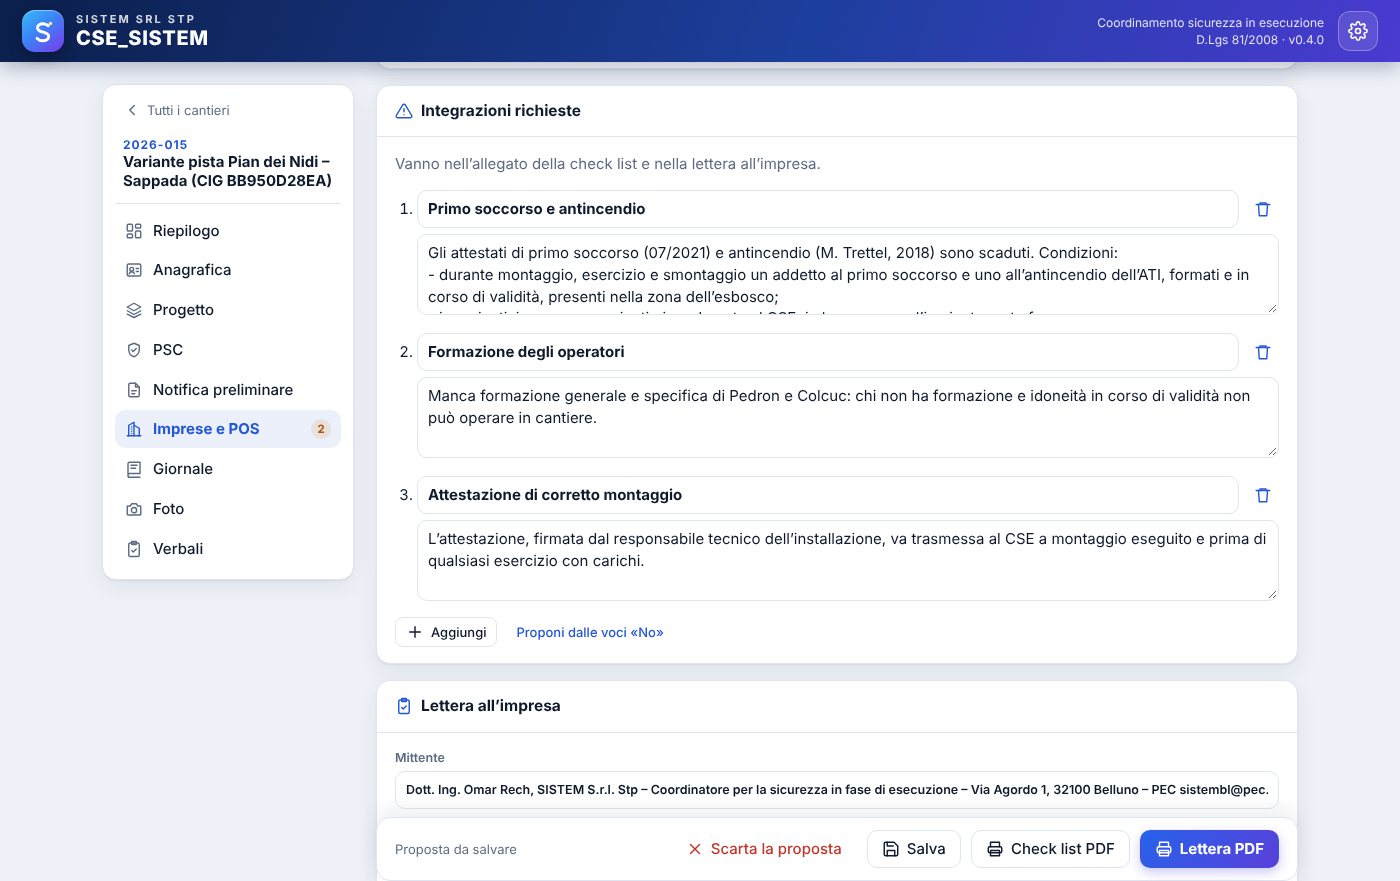 SISTEM SRL STP
CSE_SISTEM
Coordinamento sicurezza in esecuzione
D.Lgs 81/2008 · v0.4.0
Tutti i cantieri
2026-015
Variante pista Pian dei Nidi –
Sappada (CIG BB950D28EA)
Riepilogo
Anagrafica
Progetto
PSC
Notifica preliminare
Imprese e POS 2
Giornale
Foto
Verbali
Integrazioni richieste
Vanno nell’allegato della check list e nella lettera all’impresa.
1. Primo soccorso e antincendio
Gli attestati di primo soccorso (07/2021) e antincendio (M. Trettel, 2018) sono scaduti. Condizioni:
- durante montaggio, esercizio e smontaggio un addetto al primo soccorso e uno all’antincendio dell’ATI, formati e in
corso di validità, presenti nella zona dell’esbosco;
2. Formazione degli operatori
Manca formazione generale e specifica di Pedron e Colcuc: chi non ha formazione e idoneità in corso di validità non
può operare in cantiere.
3. Attestazione di corretto montaggio
L’attestazione, firmata dal responsabile tecnico dell’installazione, va trasmessa al CSE a montaggio eseguito e prima di
qualsiasi esercizio con carichi.
Aggiungi
Proponi dalle voci «No»
Lettera all’impresa
Mittente
Dott. Ing. Omar Rech, SISTEM S.r.l. Stp – Coordinatore per la sicurezza in fase di esecuzione – Via Agordo 1, 32100 Belluno – PEC sistembl@pec.
Proposta da salvare
Scarta la proposta
Salva
Check list PDF
Lettera PDF